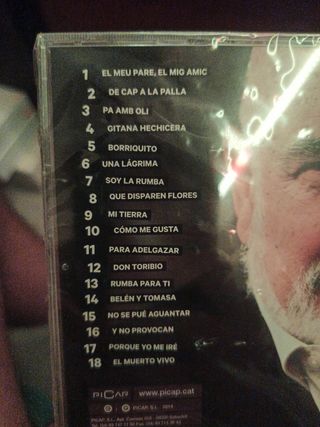 1 EL MEU PARE, EL MIG AMIC
2 DE CAP A LA PALLA
3 PA AMB OLI
4 GITANA HECHICERA
5 BORRIQUITO
6 UNA LÁGRIMA
7 SOY LA RUMBA
8 QUE DISPAREN FLORES
9 MI TIERRA
10 CÓMO ME GUSTA
11 PARA ADELGAZAR
12 DON TORIBIO
13 RUMBA PARA TI
14 BELÉN Y TOMASA
15 NO SE PUÉ AGUANTAR
16 Y NO PROVOCAN
17 PORQUE YO ME IRÉ
18 EL MUERTO VIVO
PICAP www.picap.cat
PICAP, S.L.
PICAP, S.L.